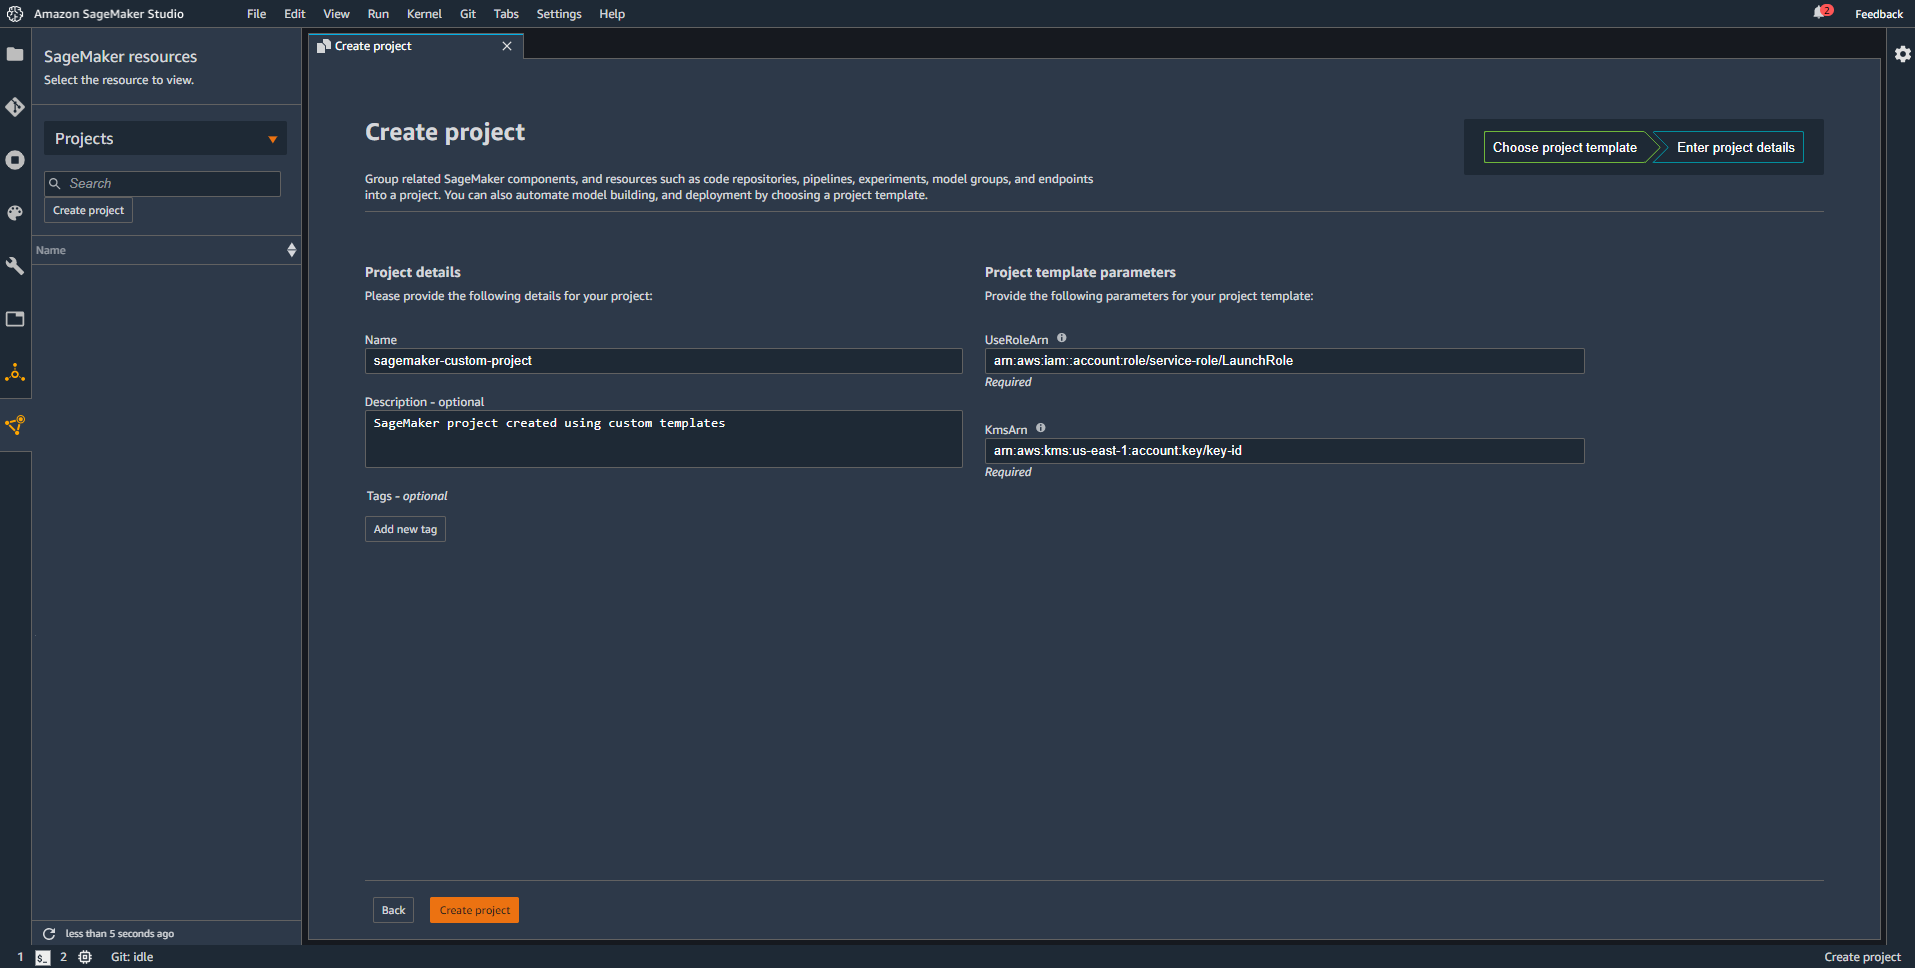 Amazon SageMaker Studio File Edit View Run Kernel Git Tabs Settings Help 2 Feedback
SageMaker resources
Select the resource to view.
Projects
Search
Create project
Name
less than 5 seconds ago
Create project
Create project
Choose project template Enter project details
Group related SageMaker components, and resources such as code repositories, pipelines, experiments, model groups, and endpoints
into a project. You can also automate model building, and deployment by choosing a project template.
Project details
Please provide the following details for your project:
Name
sagemaker-custom-project
Description - optional
SageMaker project created using custom templates
Tags - optional
Add new tag
Project template parameters
Provide the following parameters for your project template:
UseRoleArn
arn:aws:iam::account:role/service-role/LaunchRole
Required
KmsArn
arn:aws:kms:us-east-1:account:key/key-id
Required
Back Create project
1 $_ 2 Git: idle Create project